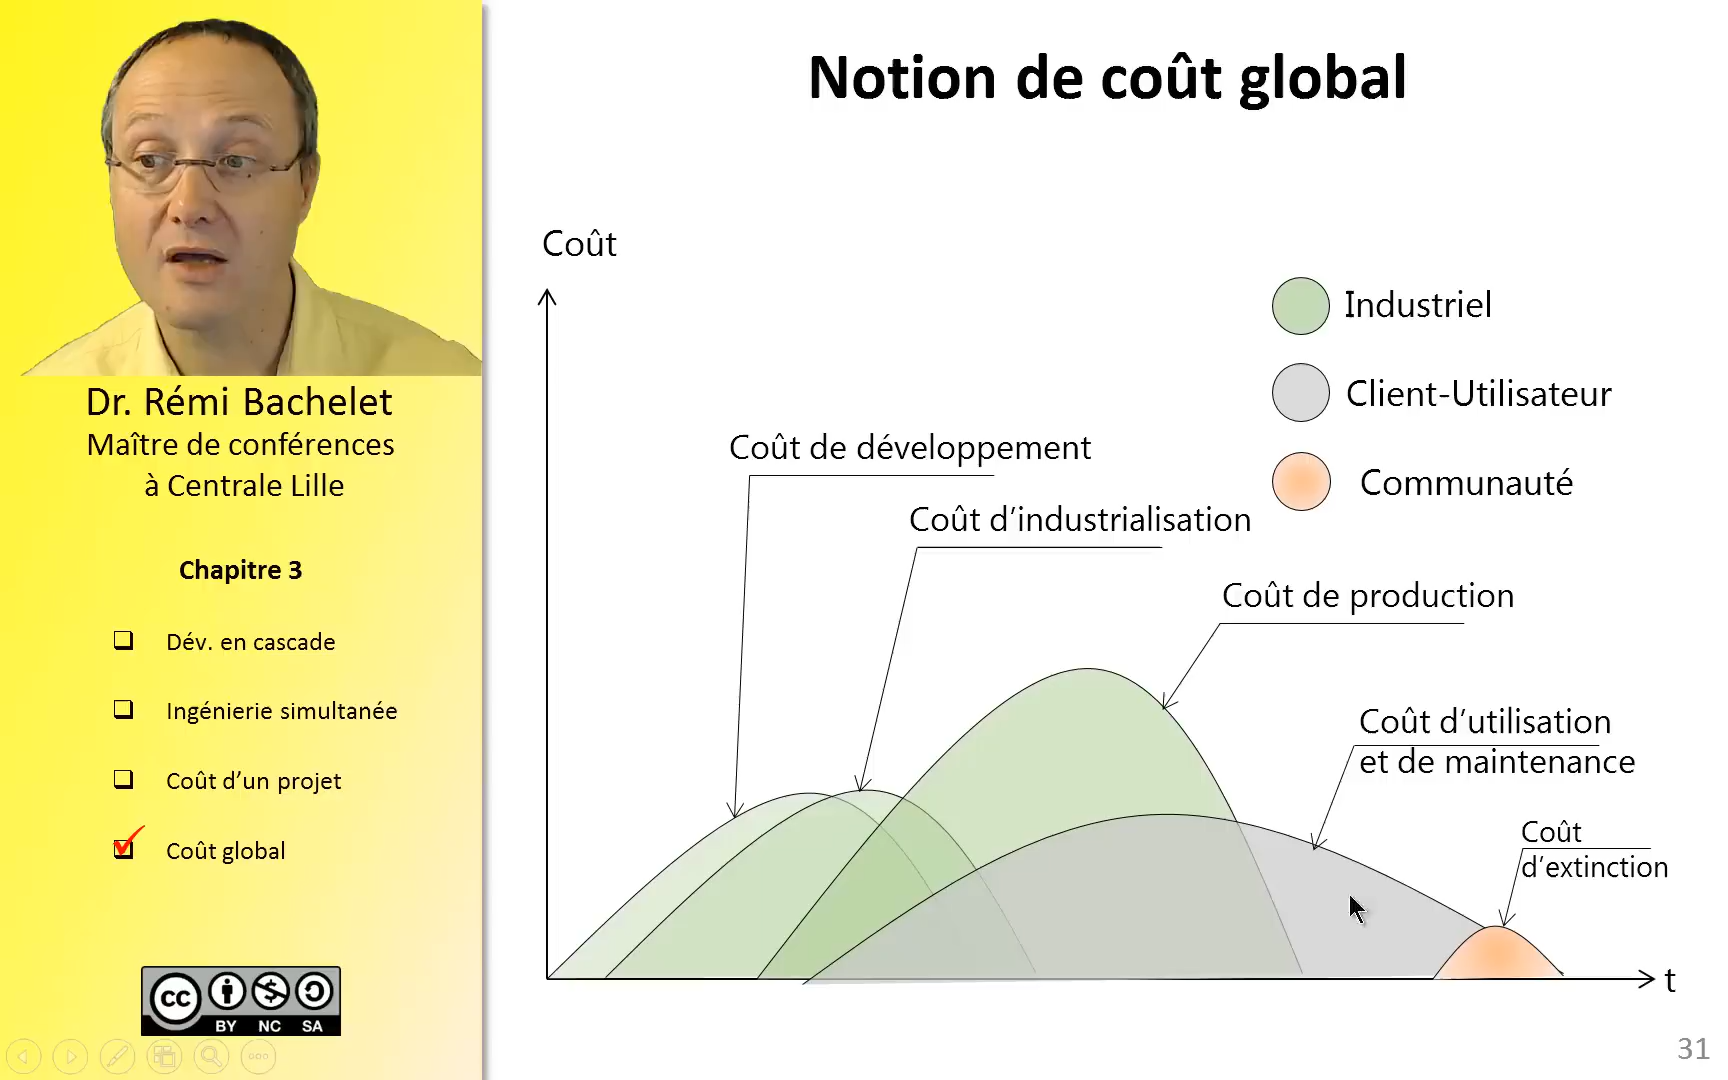 Notion de coût global
Dr. Rémi Bachelet
Maître de conférences
à Centrale Lille
Chapitre 3
Dév. en cascade
Ingénierie simultanée
Coût d'un projet
Coût global
cc
BY NC SA
Coût
Industriel
Client-Utilisateur
Communauté
Coût de développement
Coût d'industrialisation
Coût de production
Coût d'utilisation
et de maintenance
Coût
d'extinction
t
31